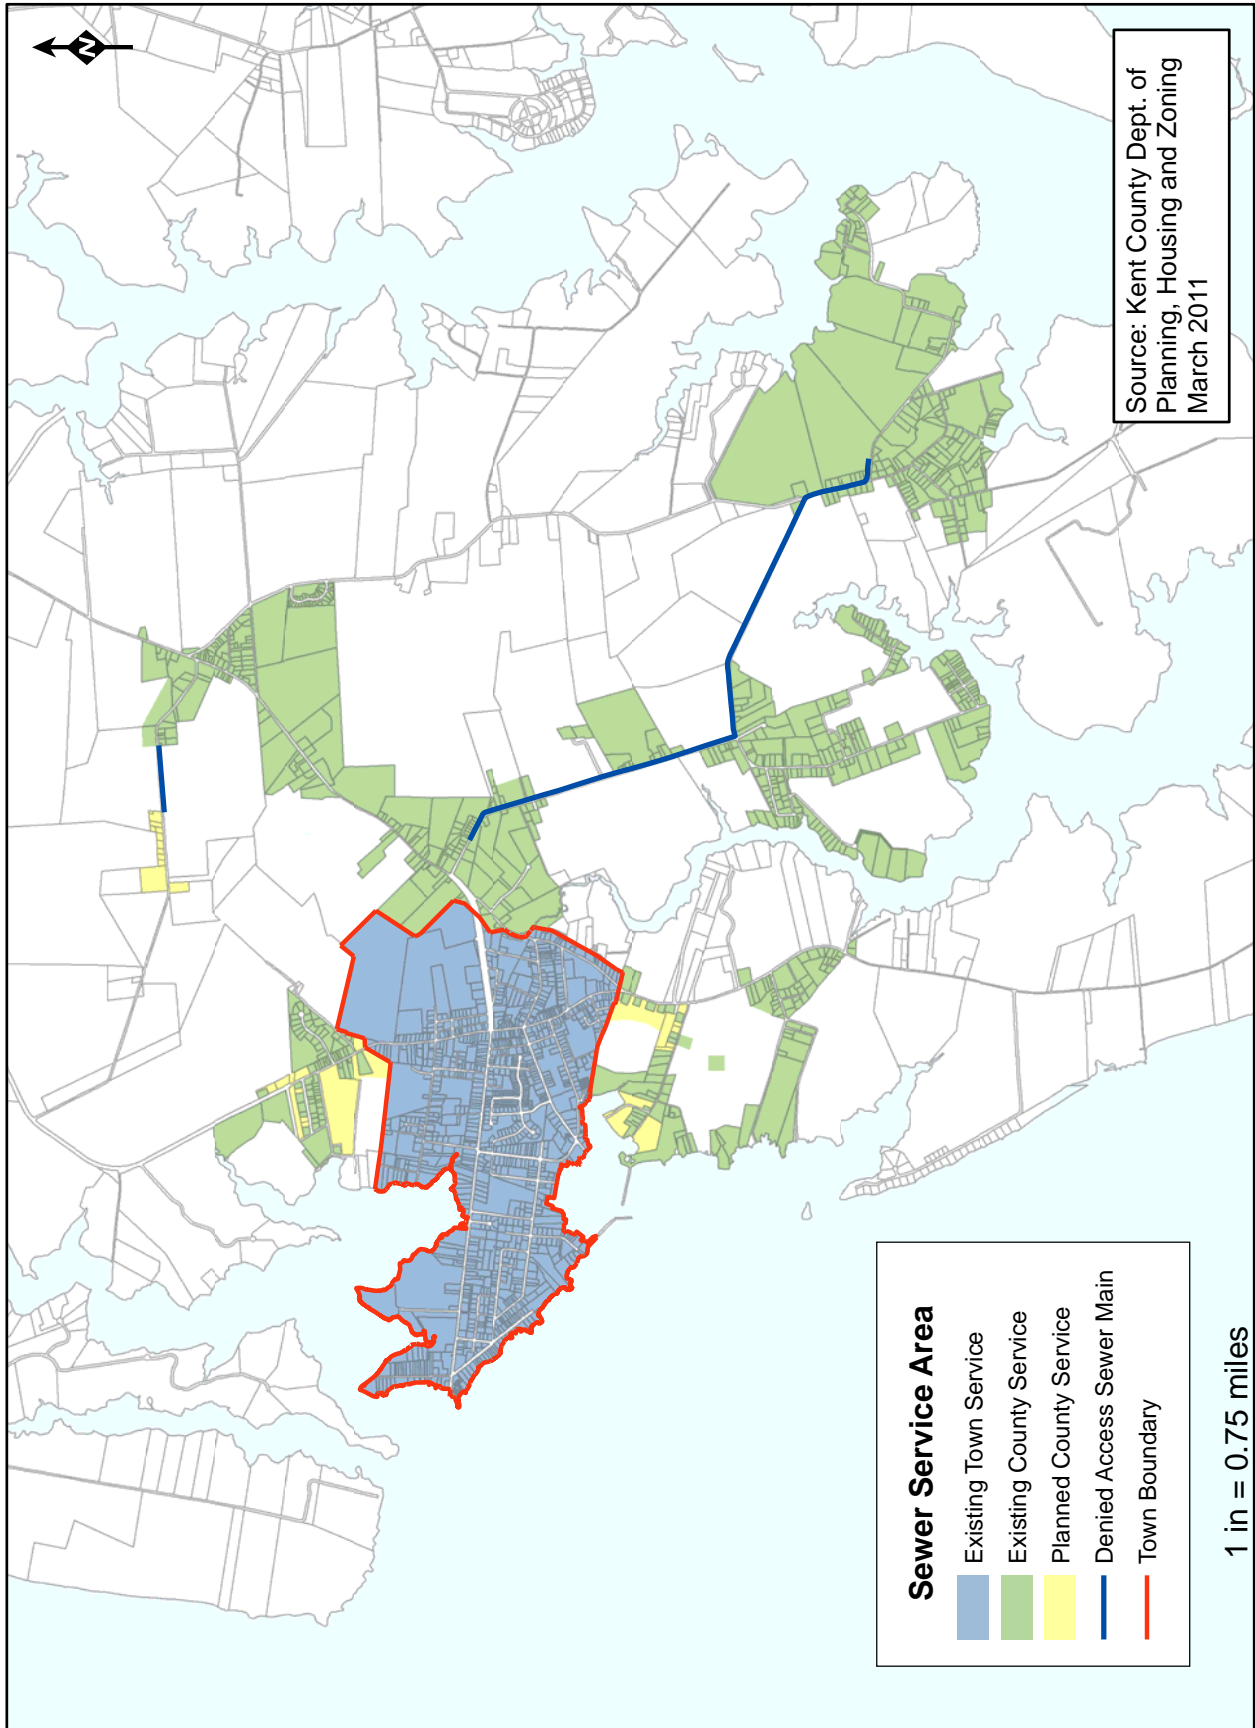 N
Source: Kent County Dept. of
Planning, Housing and Zoning
March 2011
Sewer Service Area
Existing Town Service
Existing County Service
Planned County Service
Denied Access Sewer Main
Town Boundary
1 in = 0.75 miles